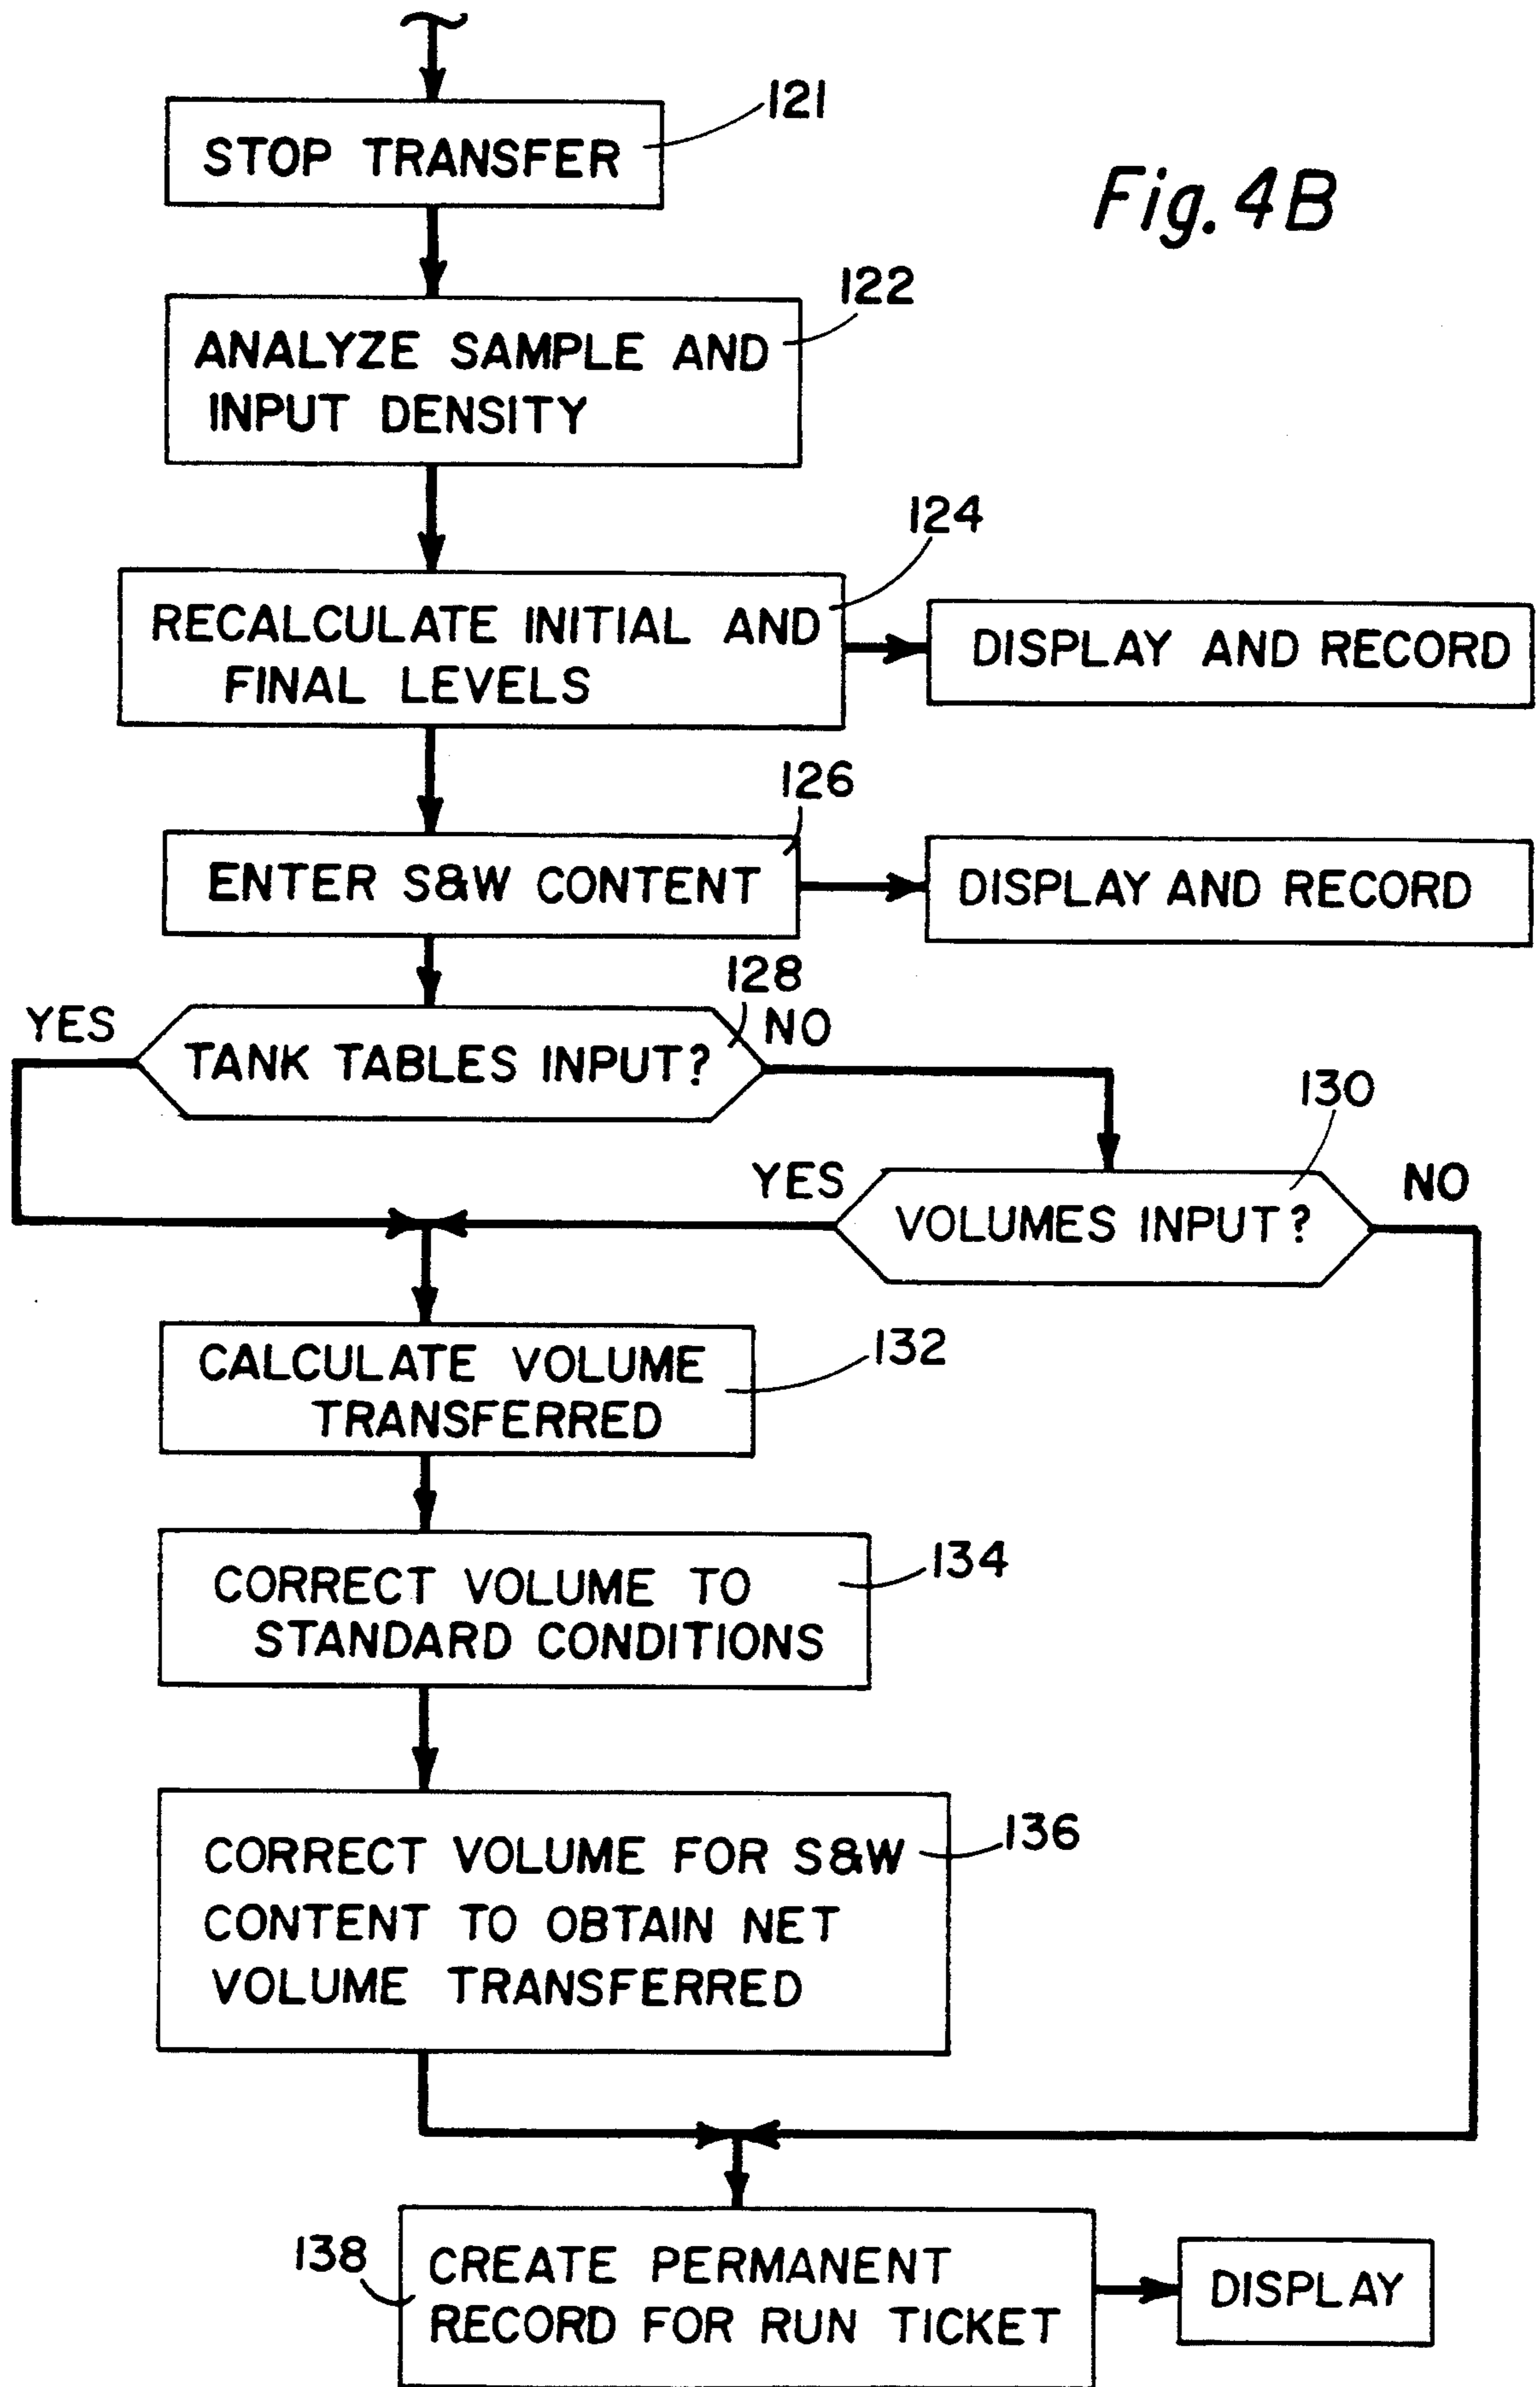 121
STOP TRANSFER
Fig. 4B
122
ANALYZE SAMPLE AND
INPUT DENSITY
124
RECALCULATE INITIAL AND
FINAL LEVELS
DISPLAY AND RECORD
126
ENTER S&W CONTENT
DISPLAY AND RECORD
128
YES
NO
TANK TABLES INPUT?
130
YES
NO
VOLUMES INPUT?
132
CALCULATE VOLUME
TRANSFERRED
134
CORRECT VOLUME TO
STANDARD CONDITIONS
136
CORRECT VOLUME FOR S&W
CONTENT TO OBTAIN NET
VOLUME TRANSFERRED
138
CREATE PERMANENT
RECORD FOR RUN TICKET
DISPLAY